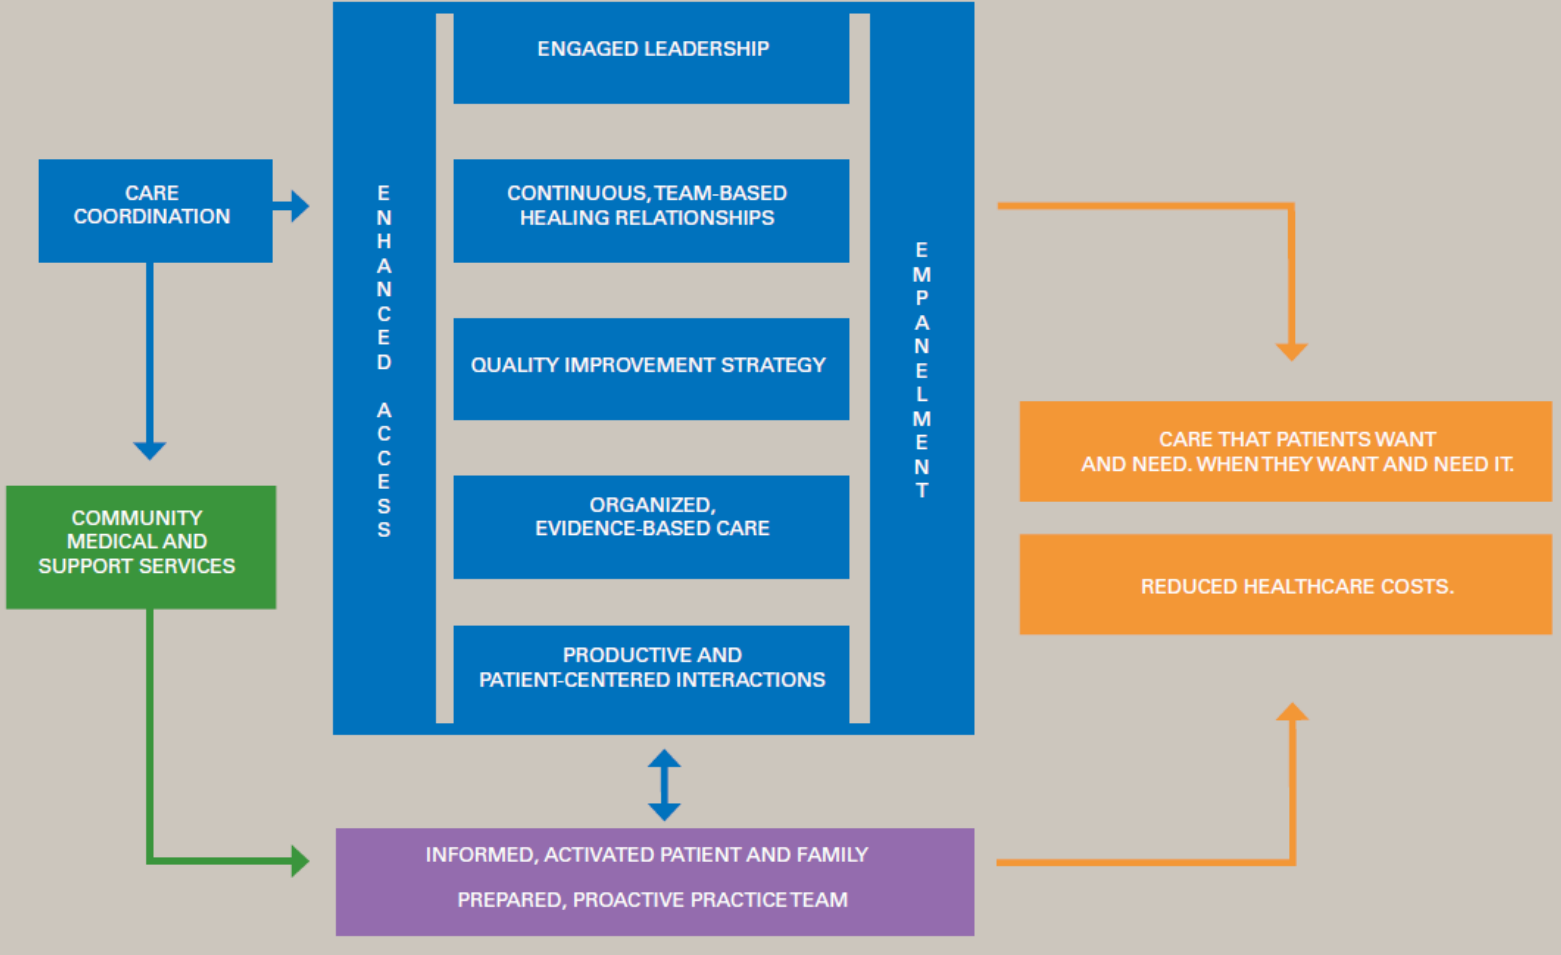 ENGAGED LEADERSHIP
CARE
COORDINATION
ENHANCED ACCESS
CONTINUOUS, TEAM-BASED
HEALING RELATIONSHIPS
EMPANELMENT
QUALITY IMPROVEMENT STRATEGY
ORGANIZED,
EVIDENCE-BASED CARE
PRODUCTIVE AND
PATIENT-CENTERED INTERACTIONS
COMMUNITY
MEDICAL AND
SUPPORT SERVICES
CARE THAT PATIENTS WANT
AND NEED. WHEN THEY WANT AND NEED IT.
REDUCED HEALTHCARE COSTS.
INFORMED, ACTIVATED PATIENT AND FAMILY
PREPARED, PROACTIVE PRACTICE TEAM